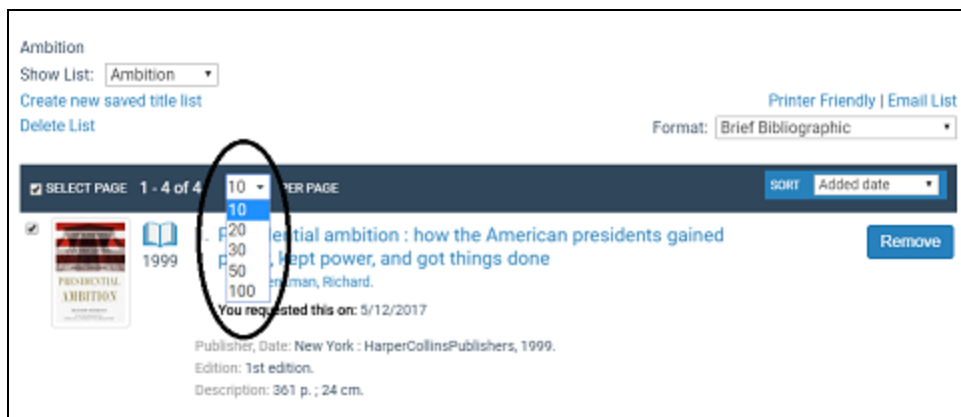 Ambition
Show List: Ambition
Create new saved title list
Printer Friendly | Email List
Delete List
Format: Brief Bibliographic
SELECT PAGE 1 - 4 of 4 10 PER PAGE SORT Added date
10
20
30
50
100
ential ambition : how the American presidents gained
kept power, and got things done
man, Richard.
1999
Remove
PRESIDENTIAL
AMBITION
You requested this on: 5/12/2017
Publisher, Date: New York : HarperCollinsPublishers, 1999.
Edition: 1st edition.
Description: 361 p. ; 24 cm.